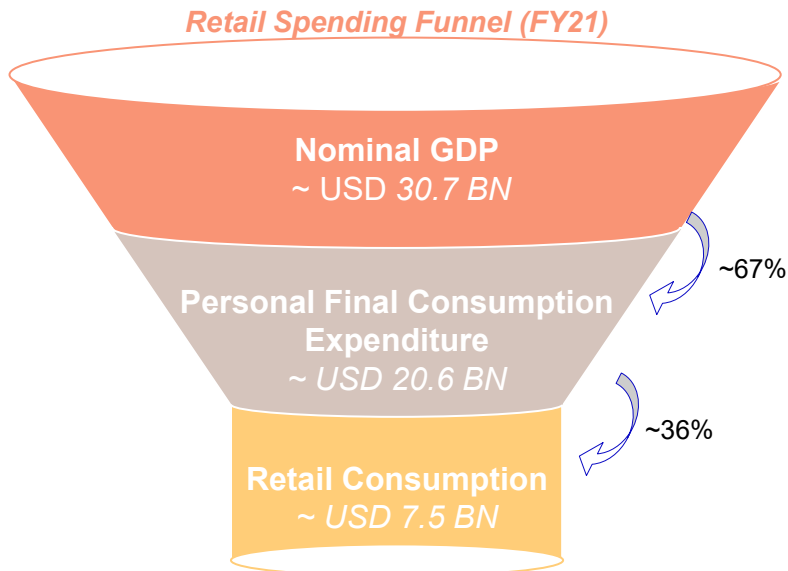 Retail Spending Funnel (FY21)
Nominal GDP
~ USD 30.7 BN
~67%
Personal Final Consumption
Expenditure
~ USD 20.6 BN
~36%
Retail Consumption
~ USD 7.5 BN